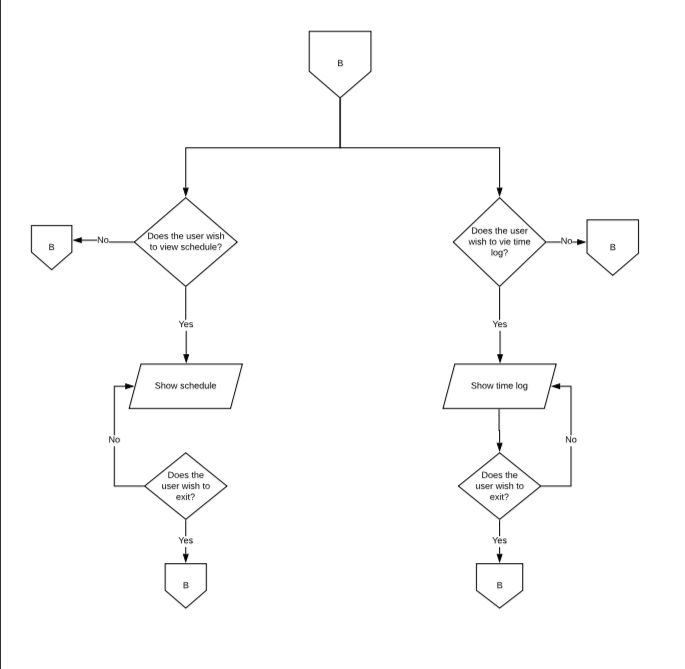 B
Does the user wish
to view schedule?
Does the user
wish to vie time
log?
B
No
No
B
Yes
Yes
Show schedule
Show time log
No
No
Does the
user wish to
exit?
Does the
user wish to
exit?
Yes
Yes
B
B